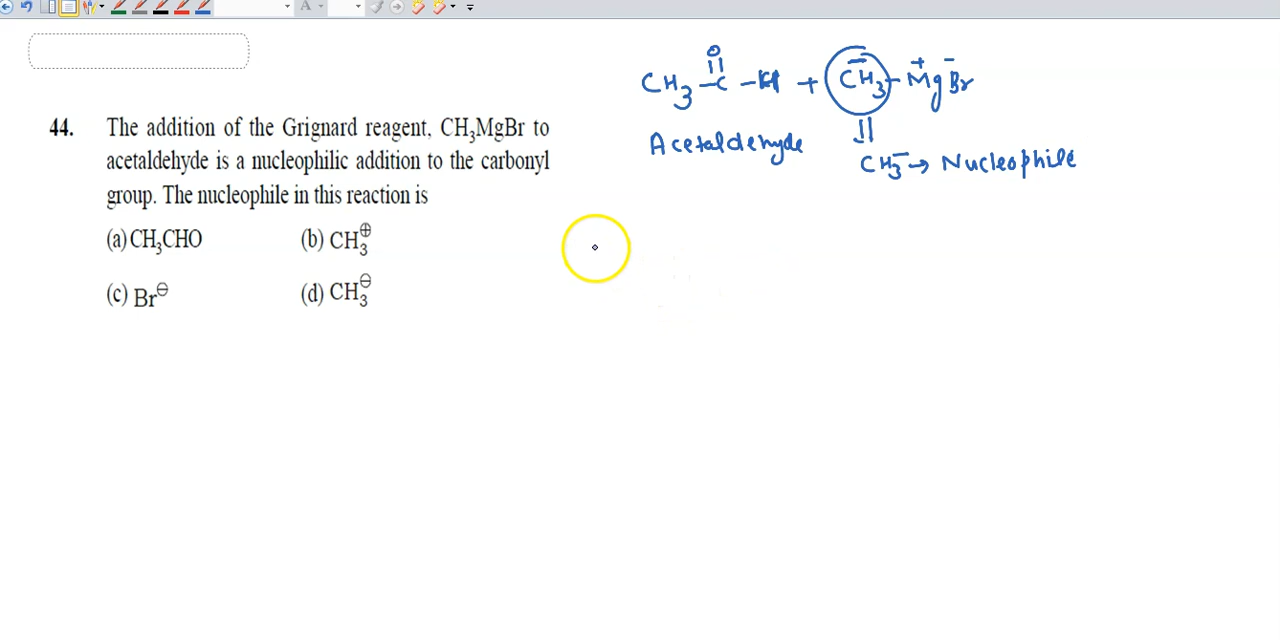 44. The addition of the Grignard reagent, CH₃MgBr to
acetaldehyde is a nucleophilic addition to the carbonyl
group. The nucleophile in this reaction is
(a) CH₃CHO (b) CH₃⊕
(c) Br⊖ (d) CH₃⊖
O
||
CH₃ – C – H + C̅H₃ – Mg⁺ Br⁻
Acetaldehyde
||
CH₃⁻ → Nucleophile